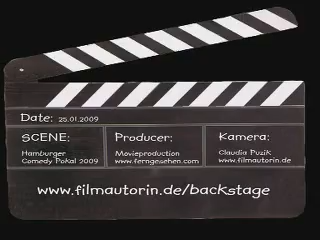 Date: 25.01.2009
SCENE:
Hamburger
Comedy Pokal 2009
Producer:
Movieproduction
www.ferngesehen.com
Kamera:
Claudia Puzik
www.filmautorin.de
www.filmautorin.de/backstage